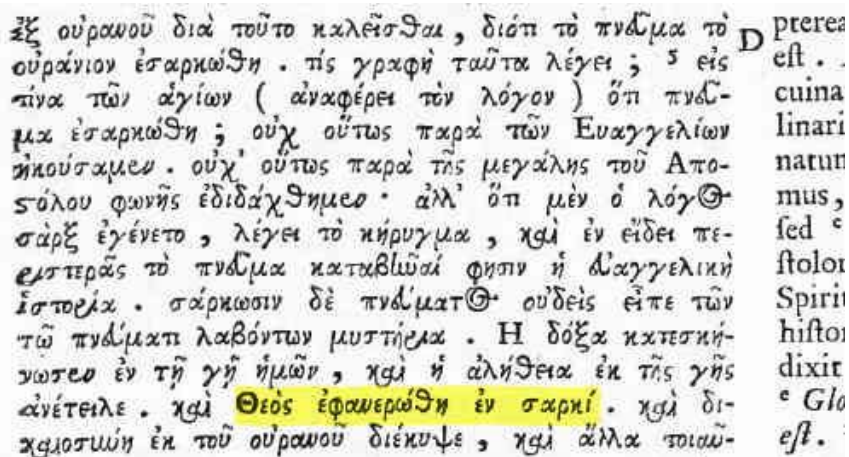 ἐξ οὐρανοῦ διὰ τοῦτο καλεῖσθαι, διότι τὸ πνεῦμα τὸ
οὐράνιον ἐσαρκώθη. τίς γραφὴ ταῦτα λέγει; 5 εἰς
τίνα τῶν ἁγίων (ἀναφέρει τὸν λόγον) ὅτι πνεῦ-
μα ἐσαρκώθη; οὐχ οὕτως παρὰ τῶν Εὐαγγελίων
ἠκούσαμεν. οὐχ' οὕτως παρὰ τῆς μεγάλης τοῦ Ἀπο-
στόλου φωνῆς ἐδιδάχθημεν· ἀλλ' ὅτι μὲν ὁ λόγος
σὰρξ ἐγένετο, λέγει τὸ κήρυγμα, καὶ ἐν εἴδει πε-
ριστερᾶς τὸ πνεῦμα καταβῆναί φησιν ἡ εὐαγγελικὴ
ἱστορία. σάρκωσιν δὲ πνεύματος οὐδεὶς εἶπε τῶν
τῷ πνεύματι λαβόντων μυστήρια. Ἡ δόξα κατεσκή-
νωσεν ἐν τῇ γῇ ἡμῶν, καὶ ἡ ἀλήθεια ἐκ τῆς γῆς
ἀνέτειλε. καὶ Θεὸς ἐφανερώθη ἐν σαρκί. καὶ δι-
καιοσύνη ἐκ τοῦ οὐρανοῦ διέκυψε, καὶ ἄλλα τοιαῦ-
D
pterea
est.
cuina
linari
natum
mus,
sed c
stolor
Spirit
histor
dixit
e Glo
est.